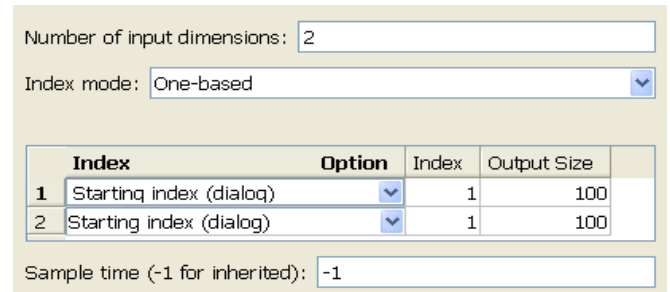 Number of input dimensions: 2
Index mode: One-based
Index Option Index Output Size
1 Starting index (dialog) 1 100
2 Starting index (dialog) 1 100
Sample time (-1 for inherited): -1